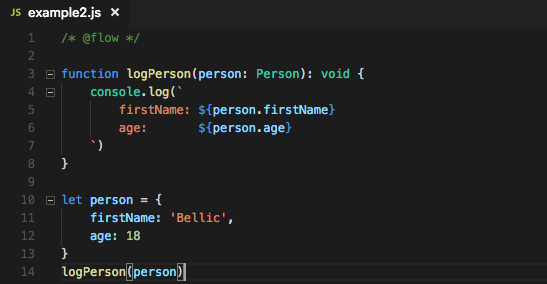 JS example2.js ×
1 /* @flow */
2
3 function logPerson(person: Person): void {
4     console.log(`
5         firstName: ${person.firstName}
6         age:       ${person.age}
7     `)
8 }
9
10 let person = {
11     firstName: 'Bellic',
12     age: 18
13 }
14 logPerson(person)